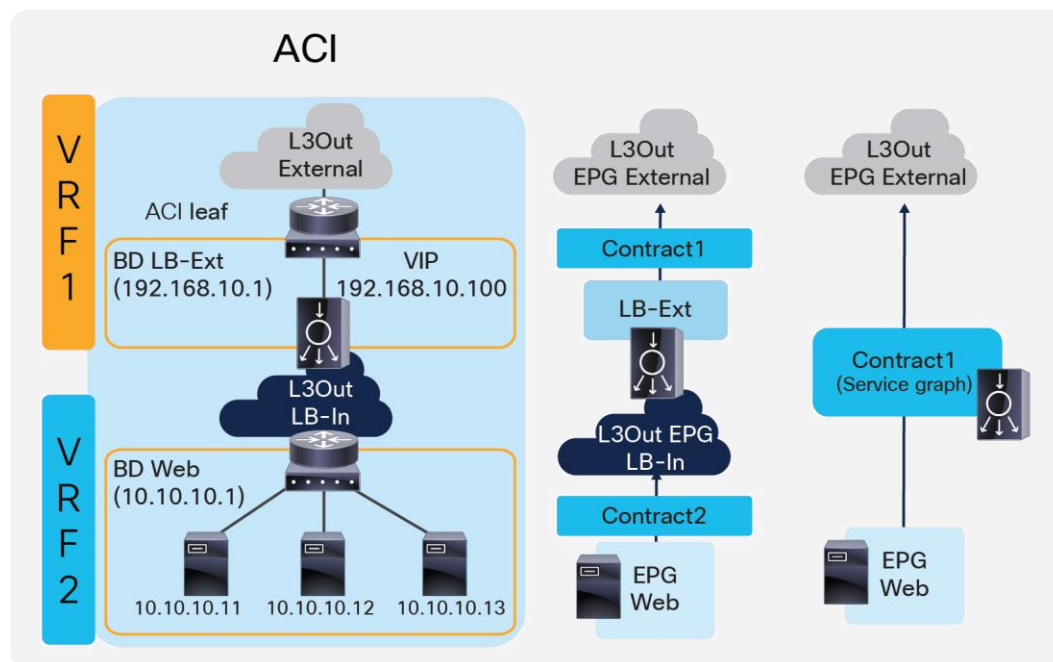 ACI
V
R
F
1
L3Out
External
ACI leaf
BD LB-Ext
(192.168.10.1)
VIP
192.168.10.100
L3Out
LB-In
V
R
F
2
BD Web
(10.10.10.1)
10.10.10.11
10.10.10.12
10.10.10.13
L3Out
EPG External
Contract1
LB-Ext
L3Out EPG
LB-In
Contract2
EPG
Web
L3Out
EPG External
Contract1
(Service graph)
EPG
Web